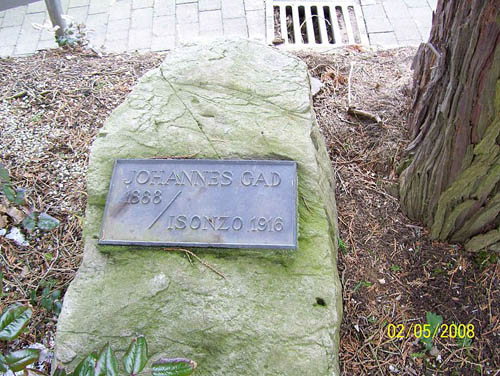 JOHANNES GAD
1888 /
ISONZO 1916
02/05/2008